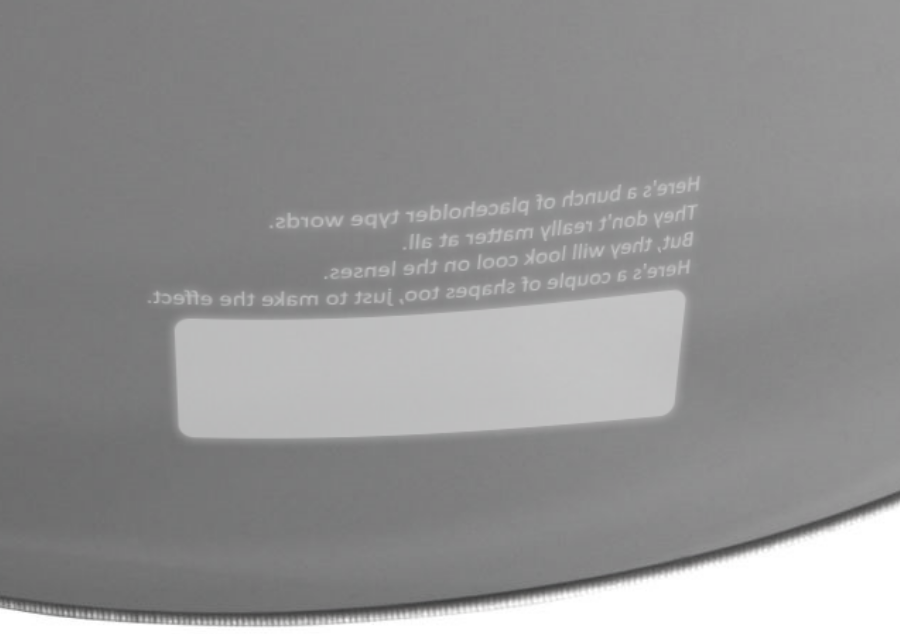 Here's a bunch of placeholder type words.
They don't really matter at all.
But, they will look cool on the lenses.
Here's a couple of shapes too, just to make the effect.